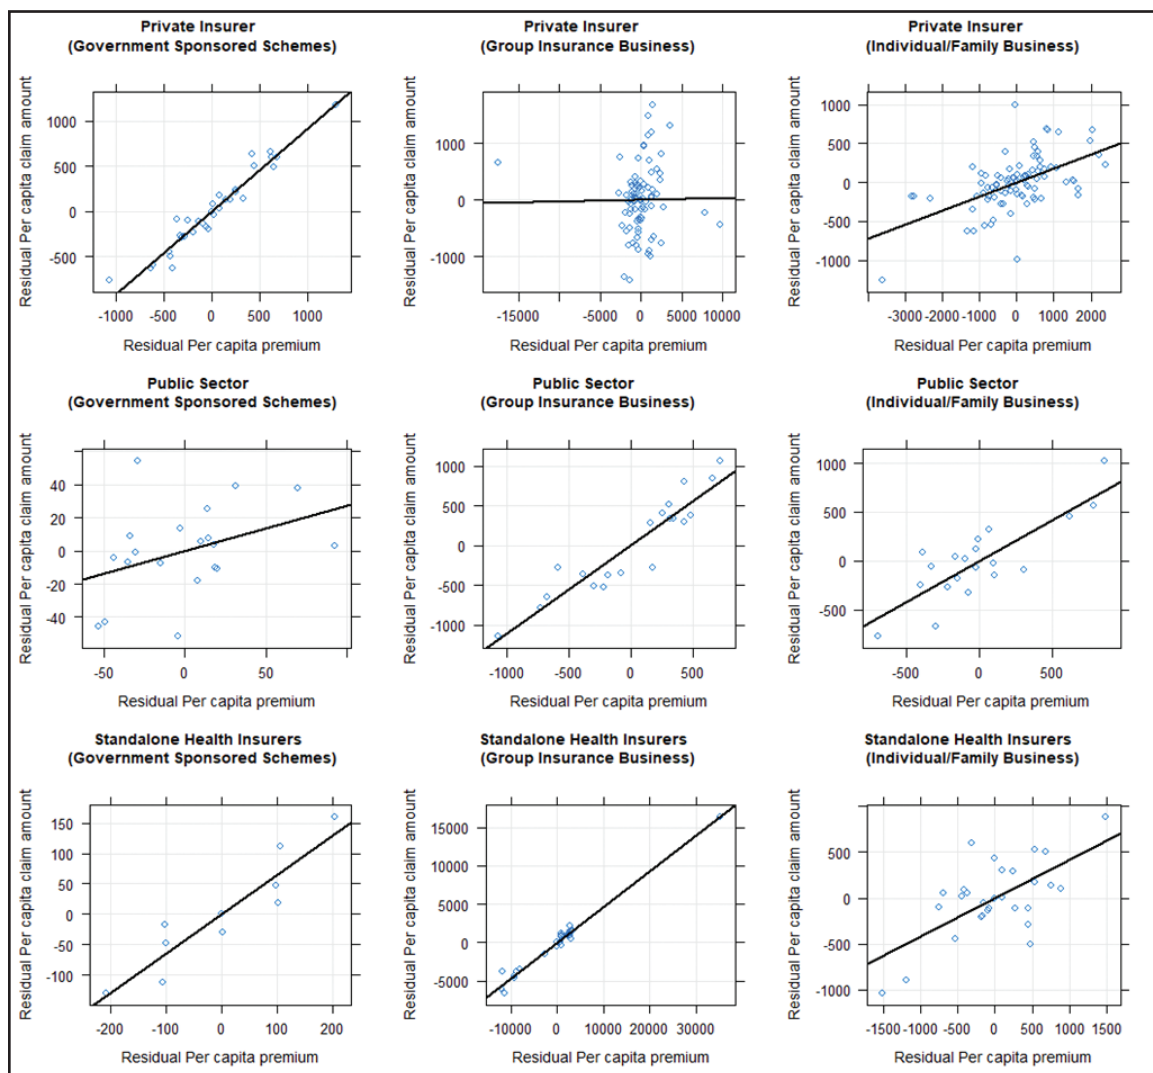 Private Insurer
(Government Sponsored Schemes)
Residual Per capita claim amount
1000
500
0
-500
-1000
-500
0
500
1000
Residual Per capita premium
Private Insurer
(Group Insurance Business)
Residual Per capita claim amount
1000
0
-1000
-15000
-5000
0
5000
10000
Residual Per capita premium
Private Insurer
(Individual/Family Business)
Residual Per capita claim amount
1000
500
0
-500
-1000
-3000
-2000
-1000
0
1000
2000
Residual Per capita premium
Public Sector
(Government Sponsored Schemes)
Residual Per capita claim amount
40
20
0
-20
-40
-50
0
50
Residual Per capita premium
Public Sector
(Group Insurance Business)
Residual Per capita claim amount
1000
500
0
-500
-1000
-1000
-500
0
500
Residual Per capita premium
Public Sector
(Individual/Family Business)
Residual Per capita claim amount
1000
500
0
-500
-500
0
500
Residual Per capita premium
Standalone Health Insurers
(Government Sponsored Schemes)
Residual Per capita claim amount
150
100
50
0
-50
-100
-200
-100
0
100
200
Residual Per capita premium
Standalone Health Insurers
(Group Insurance Business)
Residual Per capita claim amount
15000
10000
5000
0
-5000
-10000
0
10000
20000
30000
Residual Per capita premium
Standalone Health Insurers
(Individual/Family Business)
Residual Per capita claim amount
500
0
-500
-1000
-1500
-1000
-500
0
500
1000
1500
Residual Per capita premium